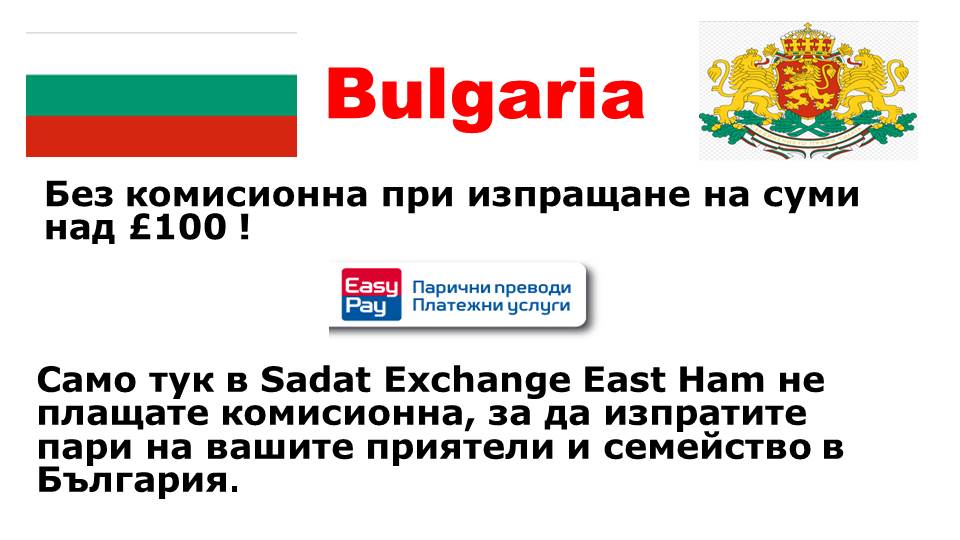 Bulgaria
Без комисионна при изпращане на суми
над £100 !
Easy
Pay
Парични преводи
Платежни услуги
Само тук в Sadat Exchange East Ham не
плащате комисионна, за да изпратите
пари на вашите приятели и семейство в
България.